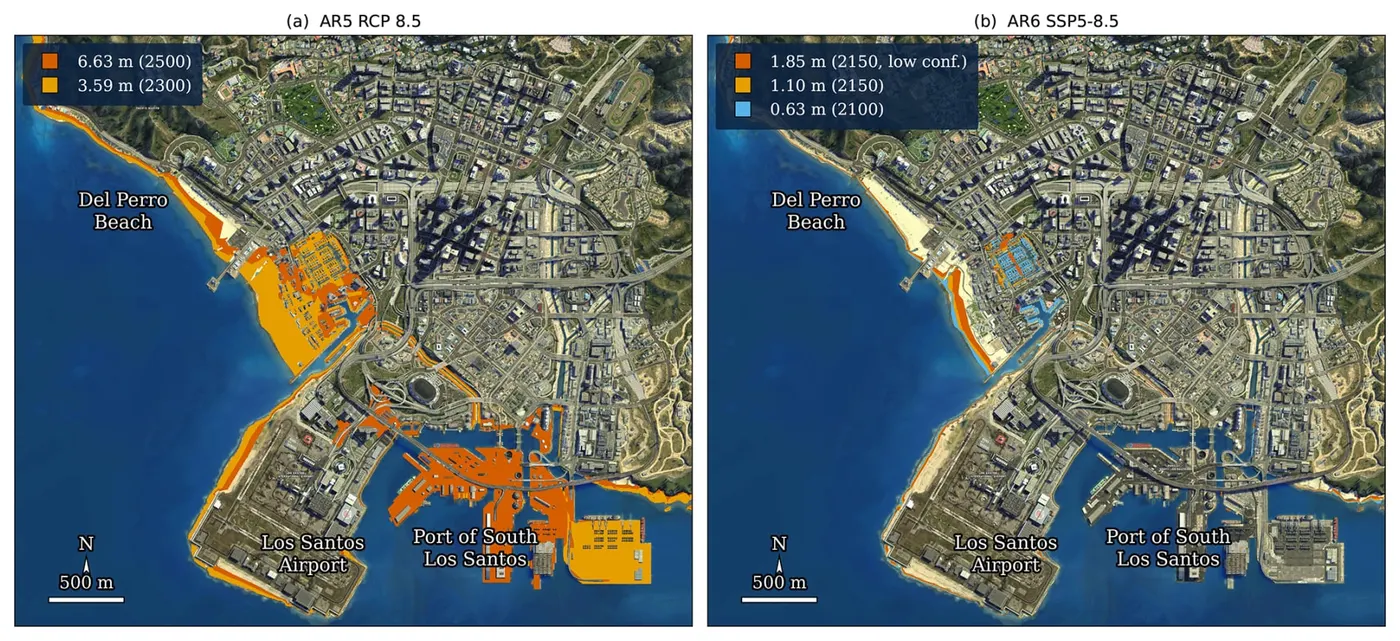 (a) AR5 RCP 8.5
6.63 m (2500)
3.59 m (2300)
Del Perro
Beach
Los Santos
Airport
Port of South
Los Santos
N
500 m
(b) AR6 SSP5-8.5
1.85 m (2150, low conf.)
1.10 m (2150)
0.63 m (2100)
Del Perro
Beach
Los Santos
Airport
Port of South
Los Santos
N
500 m